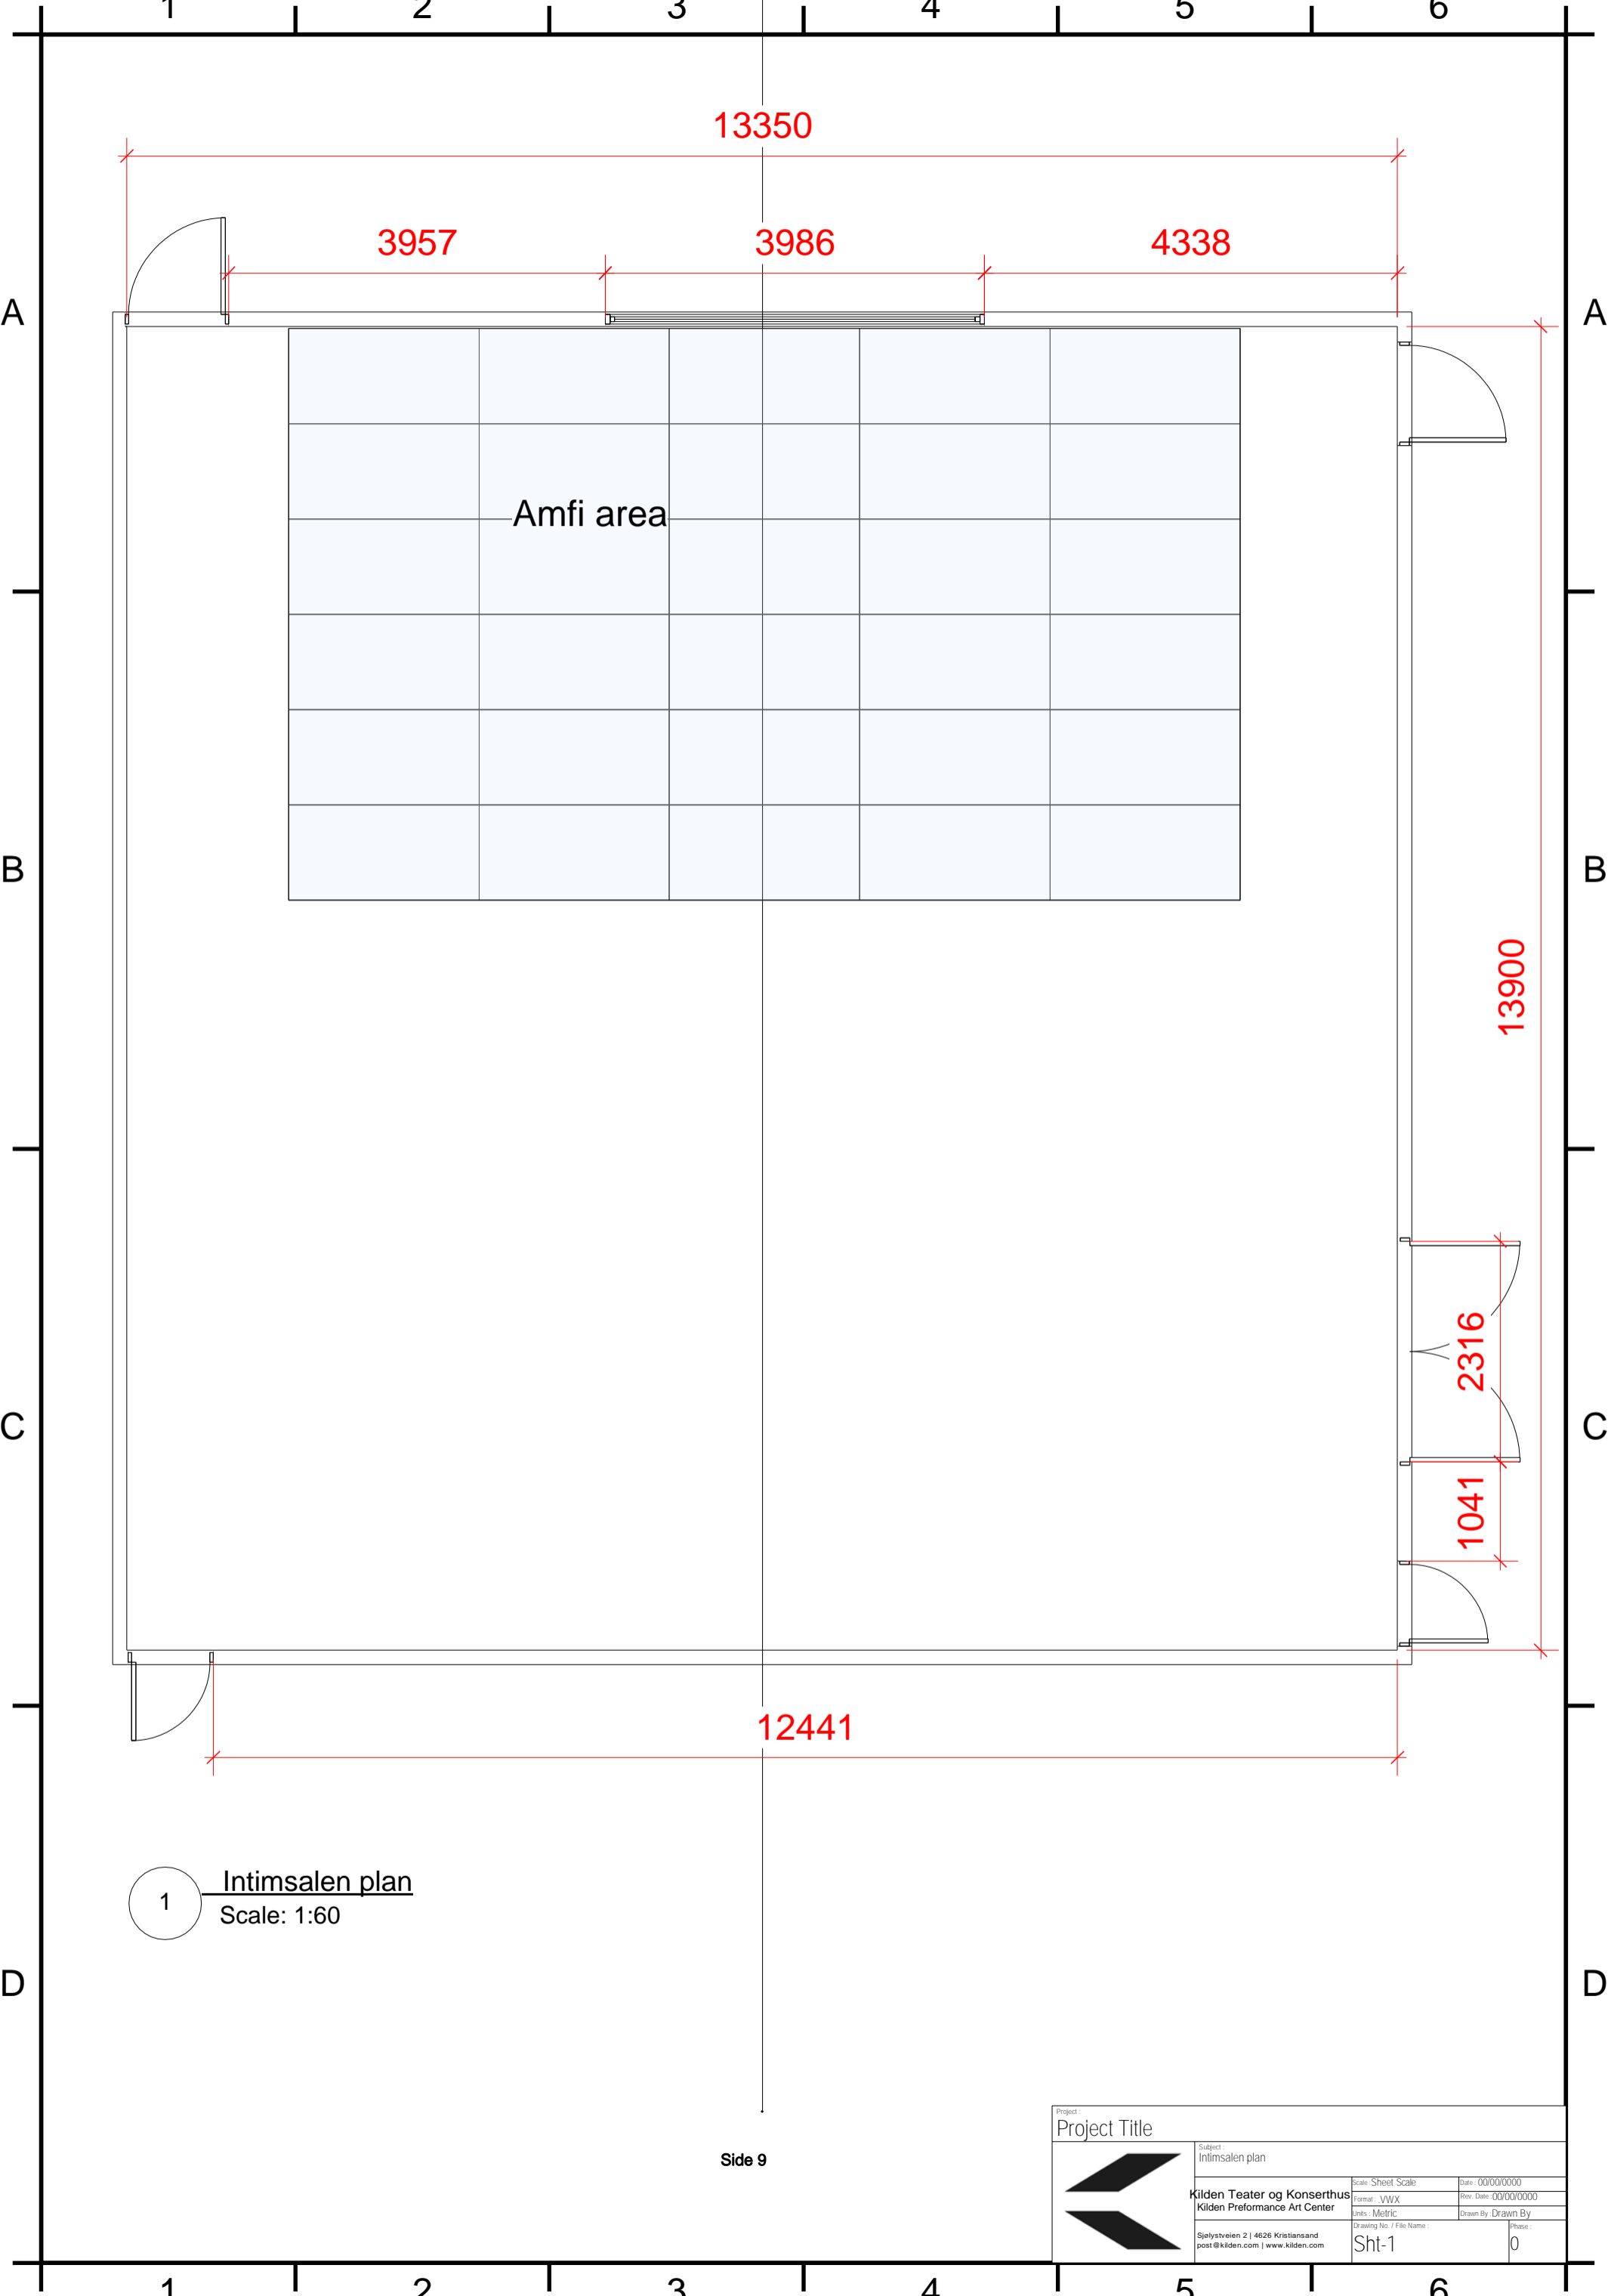 1 2 3 4 5 6
13350
3957 3986 4338
A A
Amfi area
B B
13900
2316
C C
1041
12441
1 Intimsalen plan
Scale: 1:60
D D
Side 9
Project :
Project Title
Subject :
Intimsalen plan
Kilden Teater og Konserthus
Kilden Preformance Art Center
Scale : Sheet Scale
Date : 00/00/0000
Format : .VWX
Rev. Date : 00/00/0000
Units : Metric
Drawn By : Drawn By
Sjølystveien 2 | 4626 Kristiansand
post@kilden.com | www.kilden.com
Drawing No. / File Name :
Sht-1
Phase :
0
1 2 3 4 5 6